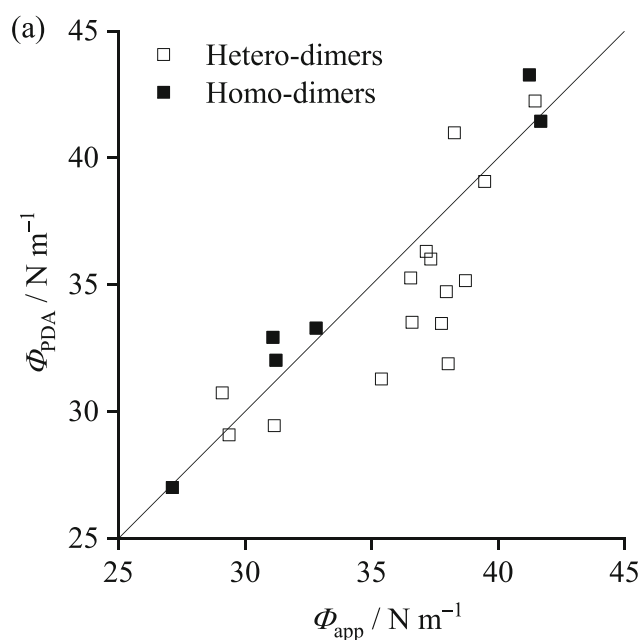 (a)
Hetero-dimers
Homo-dimers
45
40
35
30
25
Φ_PDA / N m⁻¹
25 30 35 40 45
Φ_app / N m⁻¹